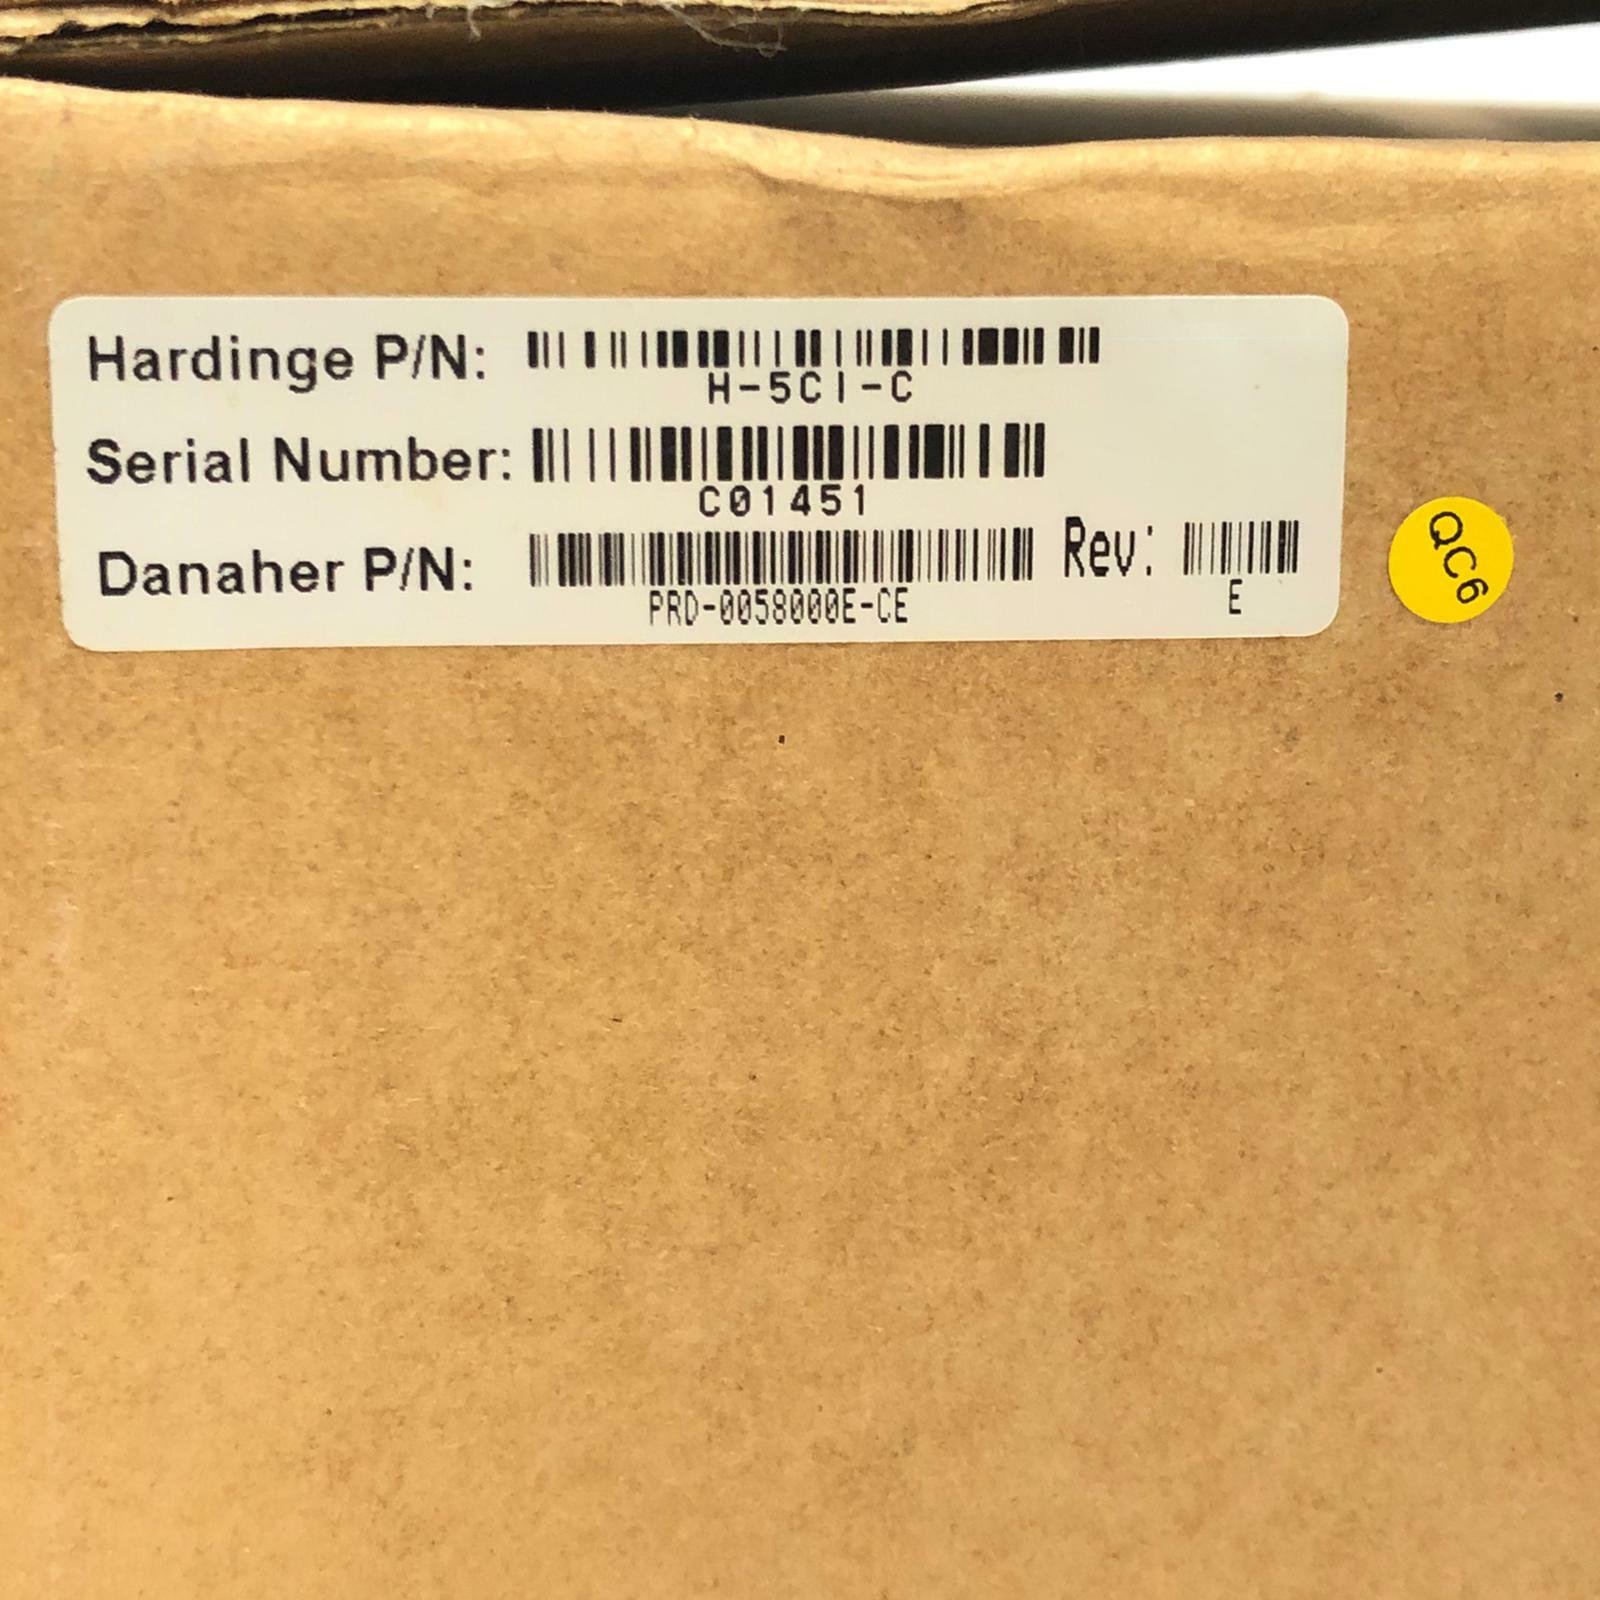 Hardinge P/N:
H-5CI-C
Serial Number:
C01451
Danaher P/N:
PRD-0058000E-CE
Rev:
E
QC6